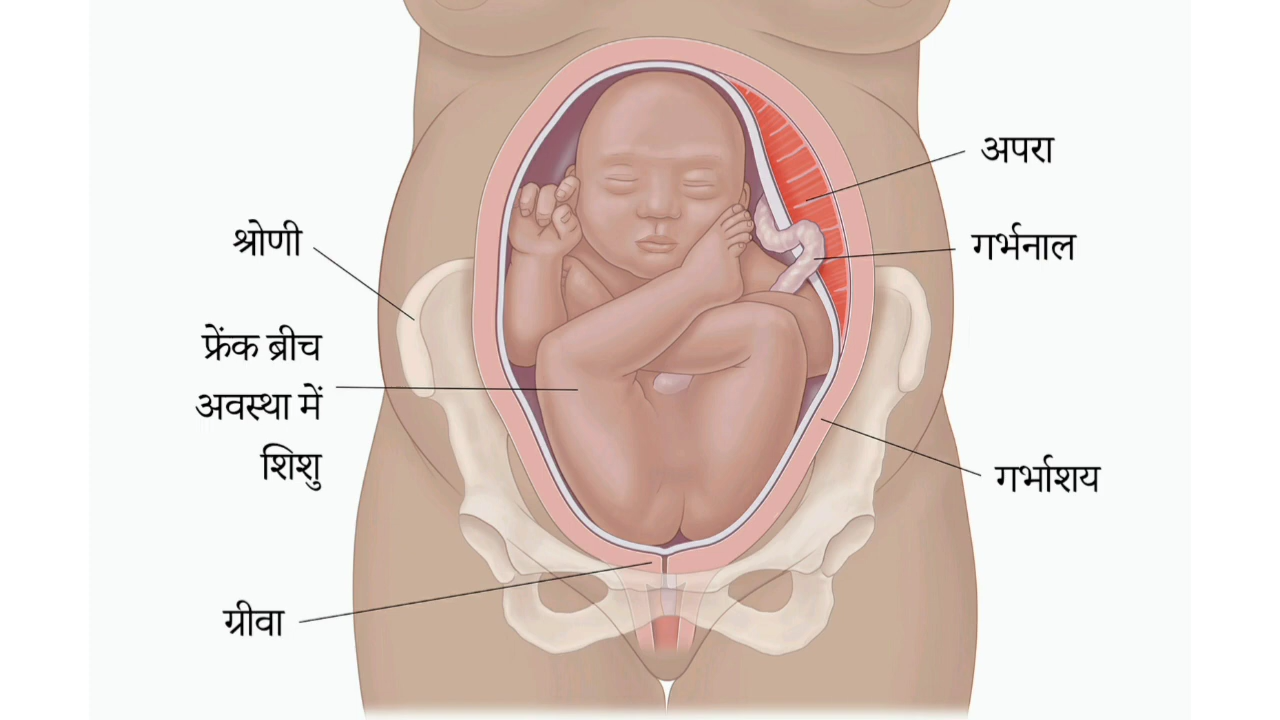 अपरा
श्रोणी
गर्भनाल
फ्रेंक ब्रीच
अवस्था में
शिशु
गर्भाशय
ग्रीवा